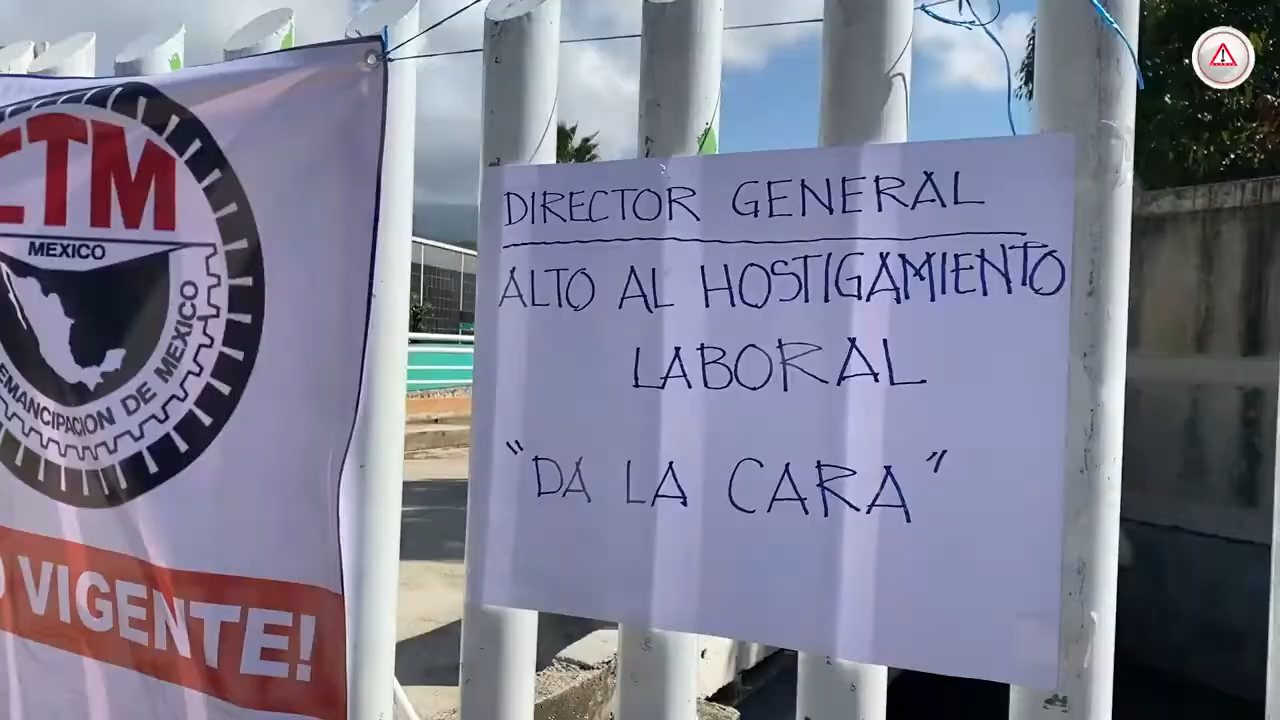 CTM
MEXICO
EMANCIPACION DE MEXICO
VIGENTE!
DIRECTOR GENERAL
ALTO AL HOSTIGAMIENTO
LABORAL
"DA LA CARA"